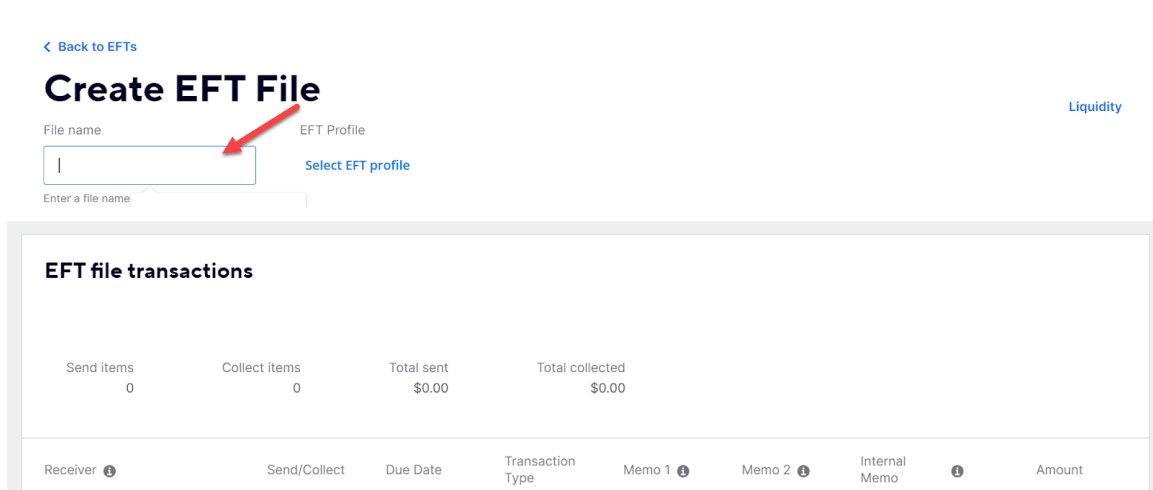 Back to EFTs
Create EFT File
Liquidity
File name
EFT Profile
Select EFT profile
Enter a file name
EFT file transactions
Send items
Collect items
Total sent
Total collected
0
0
$0.00
$0.00
Receiver
Send/Collect
Due Date
Transaction
Type
Memo 1
Memo 2
Internal
Memo
Amount